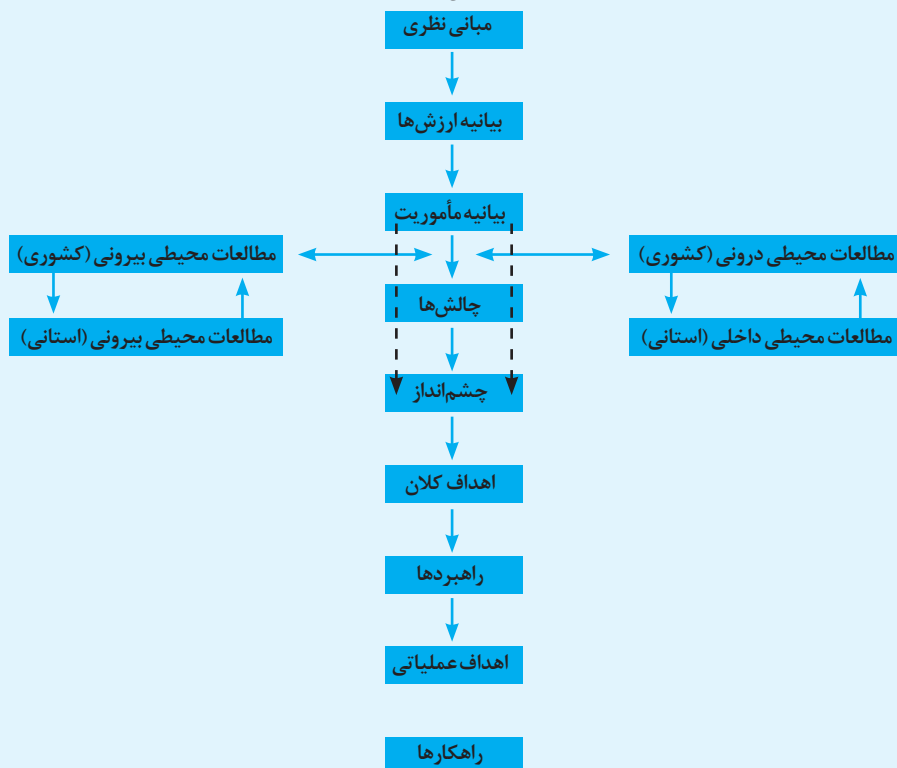 مبانی نظری
بیانیه ارزش‌ها
بیانیه مأموریت
مطالعات محیطی درونی (کشوری)
مطالعات محیطی بیرونی (کشوری)
چالش‌ها
مطالعات محیطی داخلی (استانی)
مطالعات محیطی بیرونی (استانی)
چشم‌انداز
اهداف کلان
راهبردها
اهداف عملیاتی
راهکارها